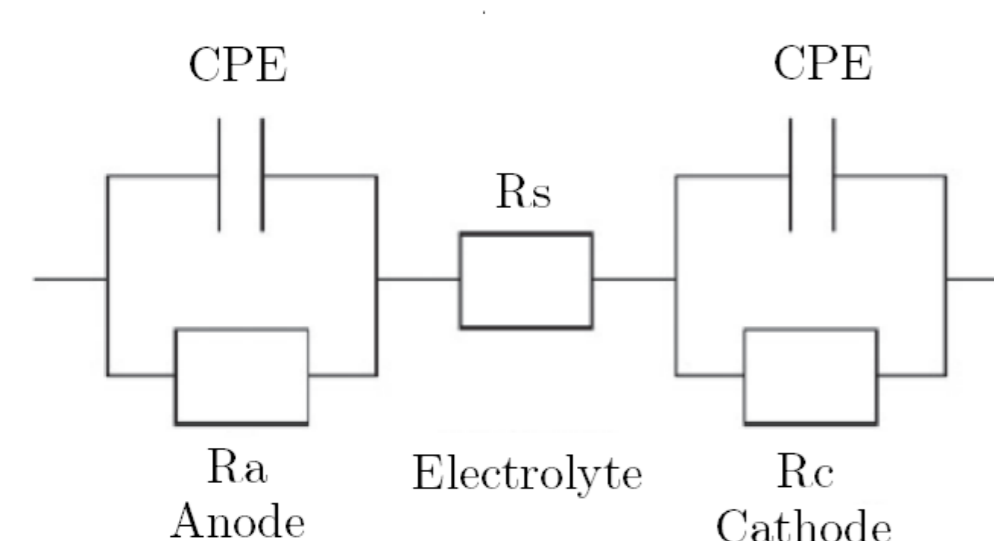 CPE
CPE
Rs
Ra
Anode
Electrolyte
Rc
Cathode